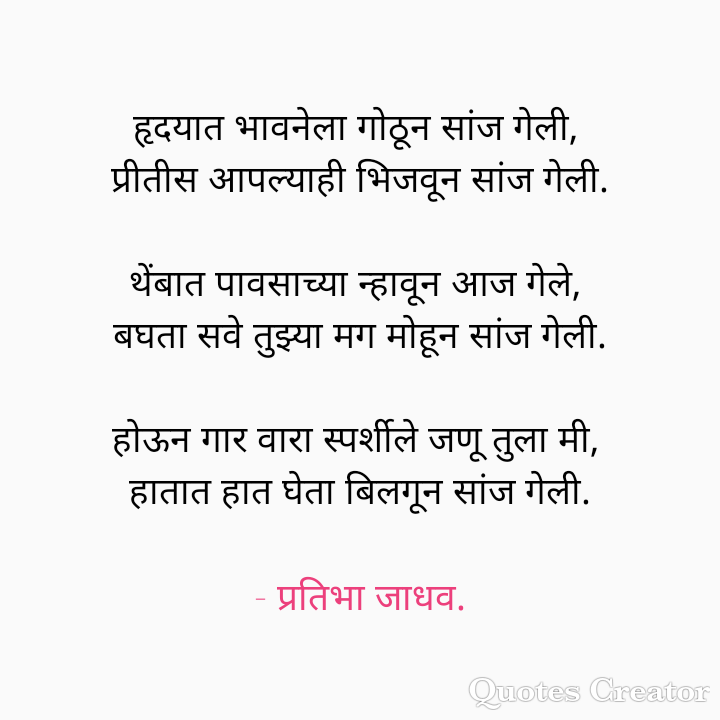 हृदयात भावनेला गोठून सांज गेली,
प्रीतीस आपल्याही भिजवून सांज गेली.
थेंबात पावसाच्या न्हावून आज गेले,
बघता सवे तुझ्या मग मोहून सांज गेली.
होऊन गार वारा स्पर्शीले जणू तुला मी,
हातात हात घेता बिलगून सांज गेली.
- प्रतिभा जाधव.
Quotes Creator